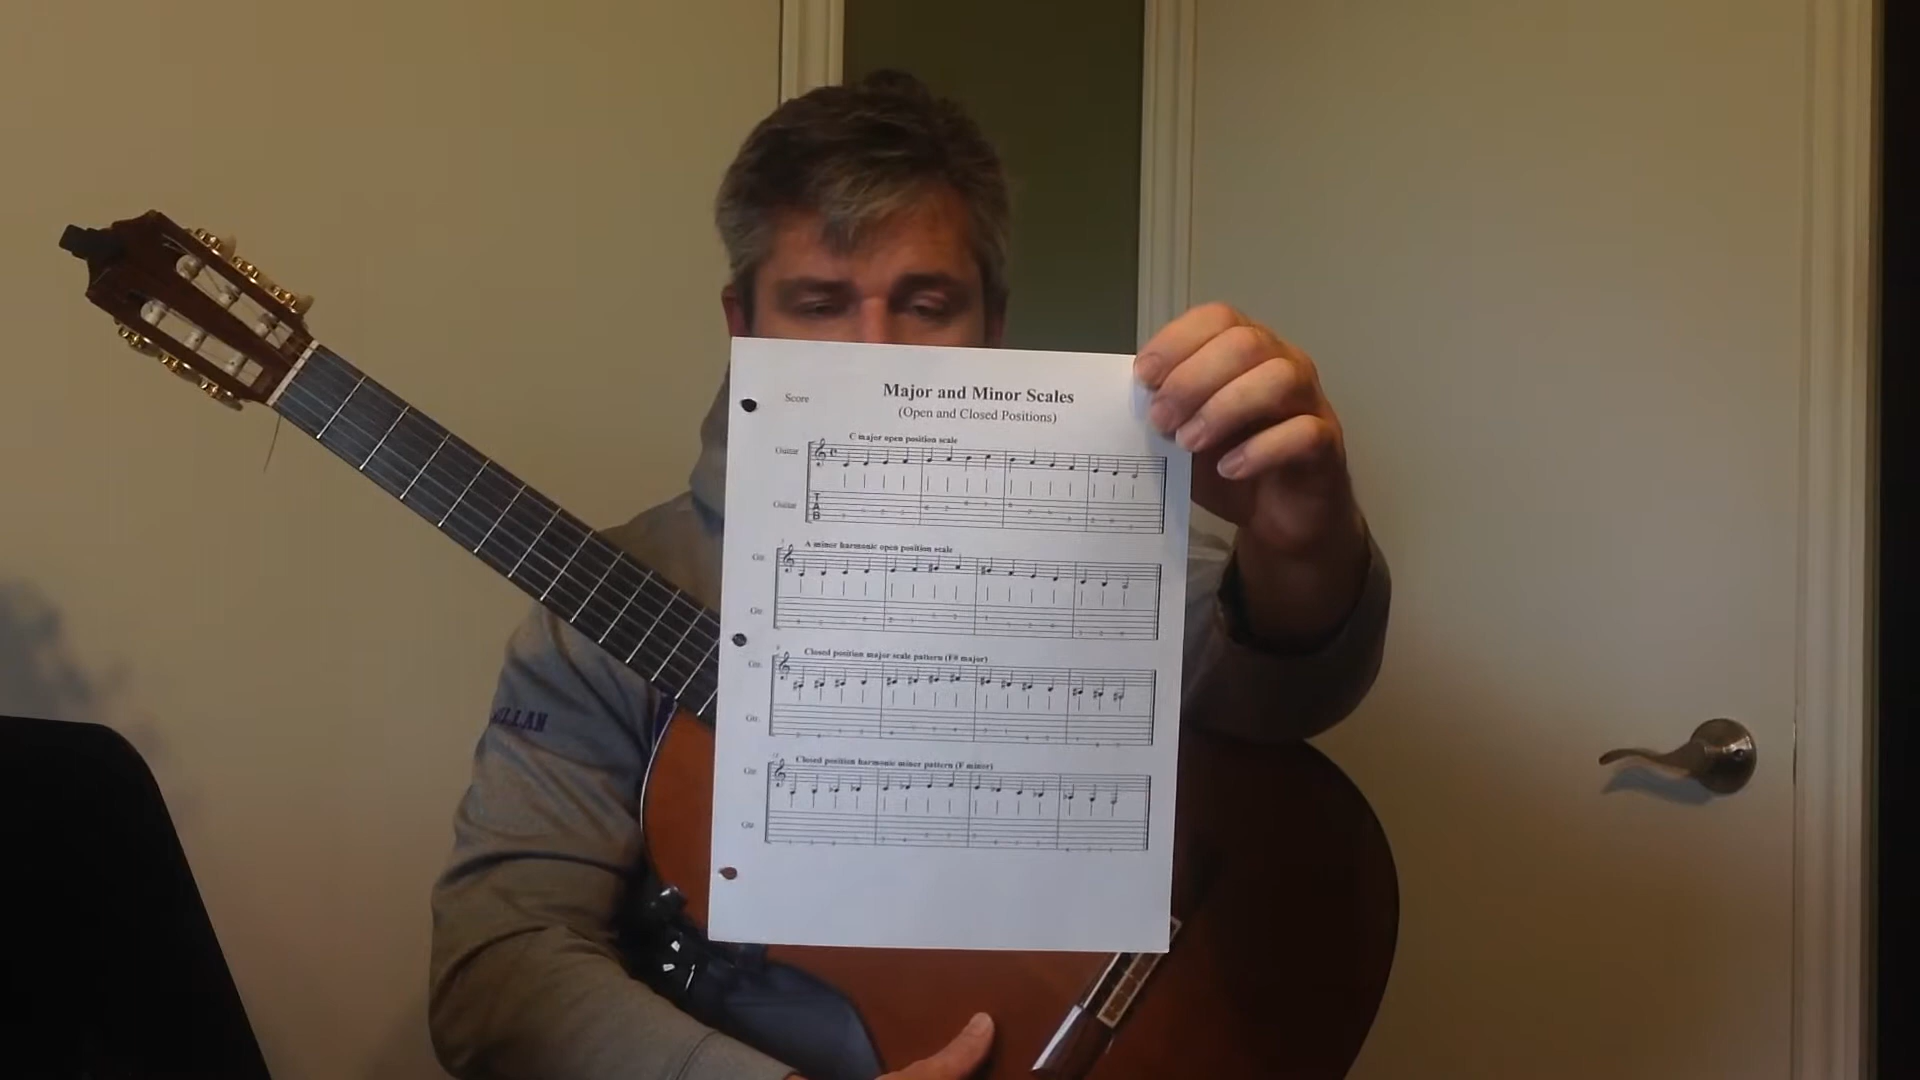 Major and Minor Scales
Score
(Open and Closed Positions)
C major open position scale
Guitar
Guitar
T
A
B
A minor harmonic open position scale
Gtr.
Gtr.
Closed position major scale pattern (F# major)
Gtr.
Gtr.
Closed position harmonic minor pattern (F minor)
Gtr.
Gtr.